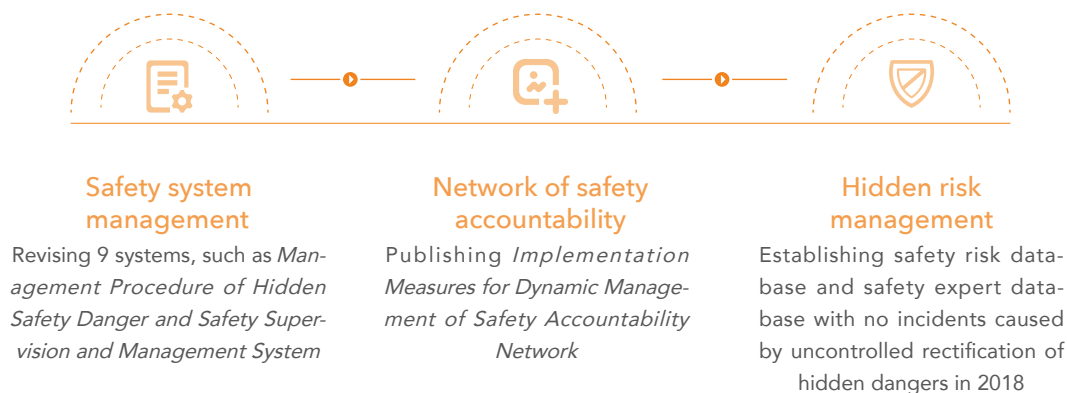 Safety system
management
Revising 9 systems, such as Man-
agement Procedure of Hidden
Safety Danger and Safety Super-
vision and Management System
Network of safety
accountability
Publishing Implementation
Measures for Dynamic Manage-
ment of Safety Accountability
Network
Hidden risk
management
Establishing safety risk data-
base and safety expert data-
base with no incidents caused
by uncontrolled rectification of
hidden dangers in 2018